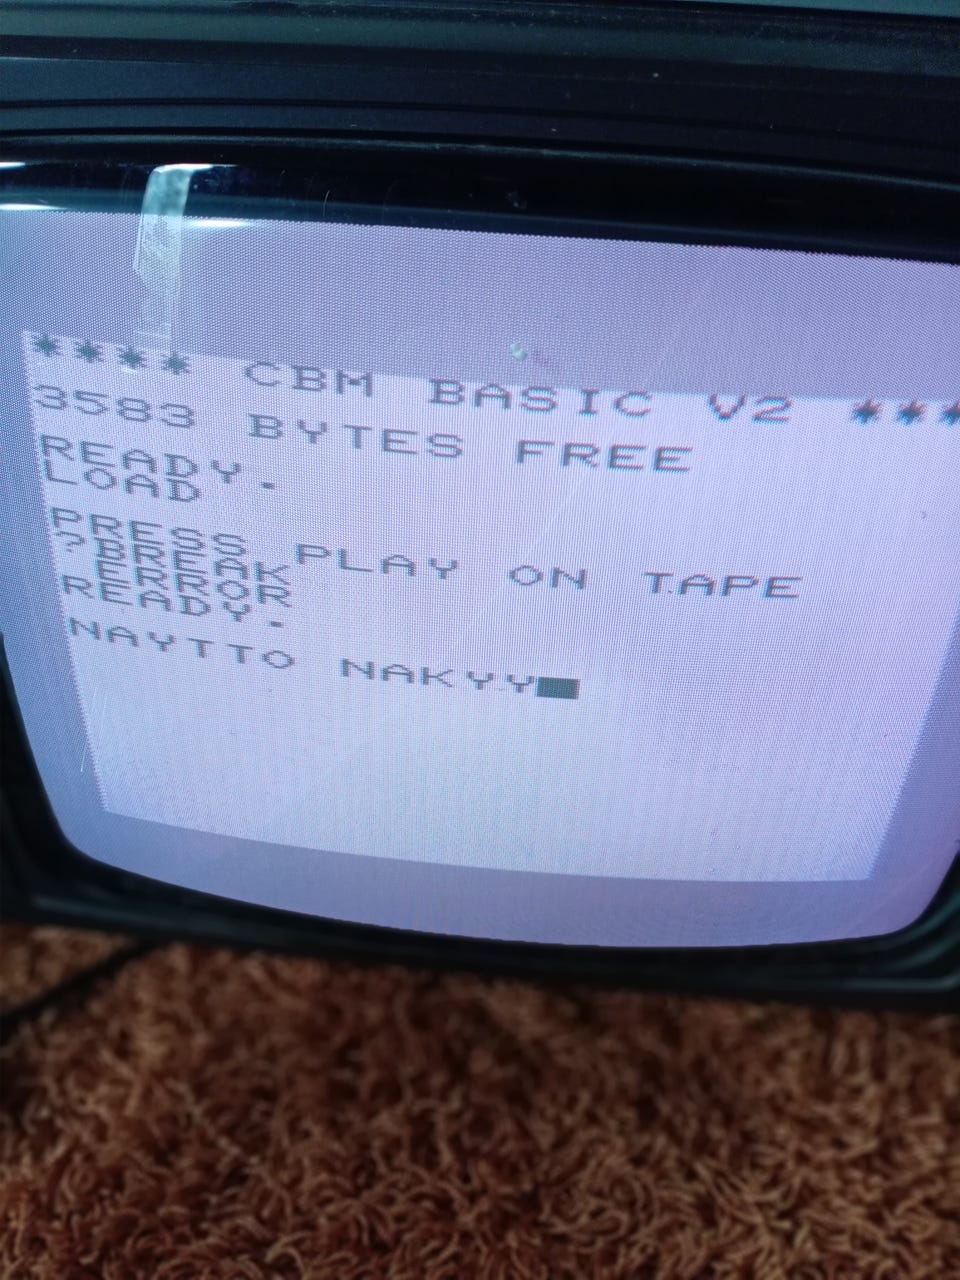 **** CBM BASIC V2 ***
3583 BYTES FREE
READY.
LOAD
PRESS PLAY ON TAPE
?BREAK
ERROR
READY.
NAYTTO NAKYY